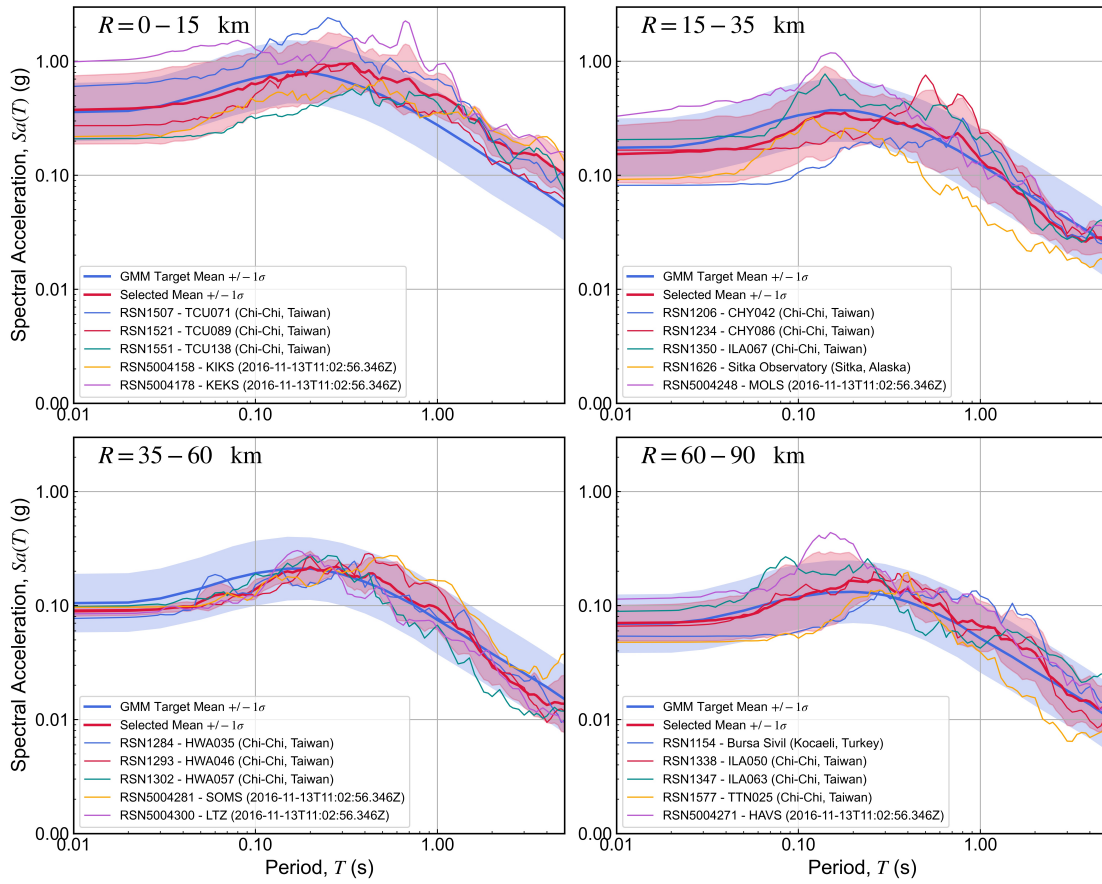 R = 0 − 15 km
Spectral Acceleration, Sa(T) (g)
1.00
0.10
0.01
0.00
GMM Target Mean +/− 1σ
Selected Mean +/− 1σ
RSN1507 - TCU071 (Chi-Chi, Taiwan)
RSN1521 - TCU089 (Chi-Chi, Taiwan)
RSN1551 - TCU138 (Chi-Chi, Taiwan)
RSN5004158 - KIKS (2016-11-13T11:02:56.346Z)
RSN5004178 - KEKS (2016-11-13T11:02:56.346Z)
0.01 0.10 1.00
R = 15 − 35 km
1.00
0.10
0.01
0.00
GMM Target Mean +/− 1σ
Selected Mean +/− 1σ
RSN1206 - CHY042 (Chi-Chi, Taiwan)
RSN1234 - CHY086 (Chi-Chi, Taiwan)
RSN1350 - ILA067 (Chi-Chi, Taiwan)
RSN1626 - Sitka Observatory (Sitka, Alaska)
RSN5004248 - MOLS (2016-11-13T11:02:56.346Z)
0.01 0.10 1.00
R = 35 − 60 km
Spectral Acceleration, Sa(T) (g)
1.00
0.10
0.01
0.00
GMM Target Mean +/− 1σ
Selected Mean +/− 1σ
RSN1284 - HWA035 (Chi-Chi, Taiwan)
RSN1293 - HWA046 (Chi-Chi, Taiwan)
RSN1302 - HWA057 (Chi-Chi, Taiwan)
RSN5004281 - SOMS (2016-11-13T11:02:56.346Z)
RSN5004300 - LTZ (2016-11-13T11:02:56.346Z)
0.01 0.10 1.00
Period, T (s)
R = 60 − 90 km
1.00
0.10
0.01
0.00
GMM Target Mean +/− 1σ
Selected Mean +/− 1σ
RSN1154 - Bursa Sivil (Kocaeli, Turkey)
RSN1338 - ILA050 (Chi-Chi, Taiwan)
RSN1347 - ILA063 (Chi-Chi, Taiwan)
RSN1577 - TTN025 (Chi-Chi, Taiwan)
RSN5004271 - HAVS (2016-11-13T11:02:56.346Z)
0.01 0.10 1.00
Period, T (s)